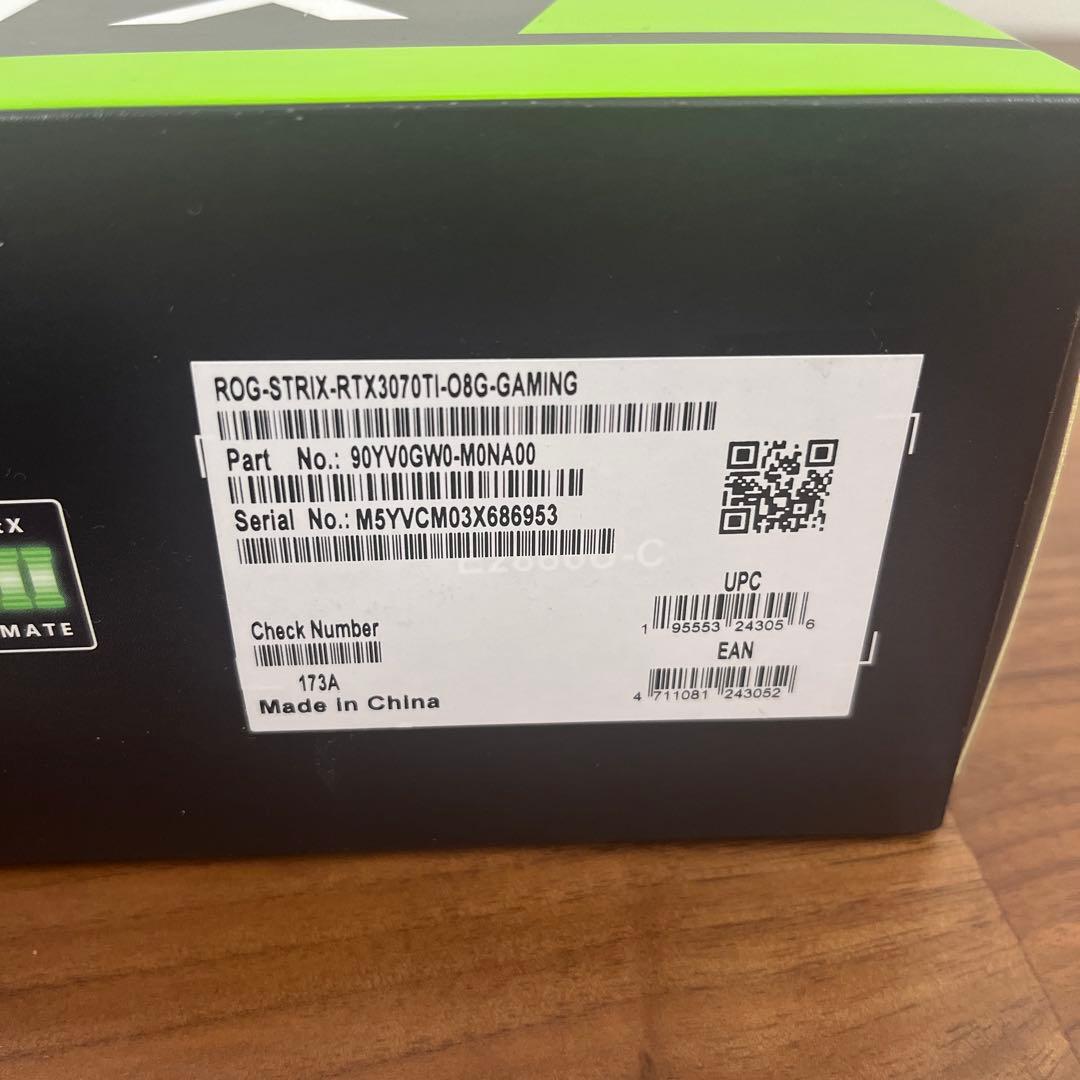 X
ROG-STRIX-RTX3070TI-O8G-GAMING
Part No.: 90YV0GW0-M0NA00
Serial No.: M5YVCM03X686953
UPC
1 95553 24305 6
Check Number
EAN
173A
4 711081 243052
Made in China
X
MATE